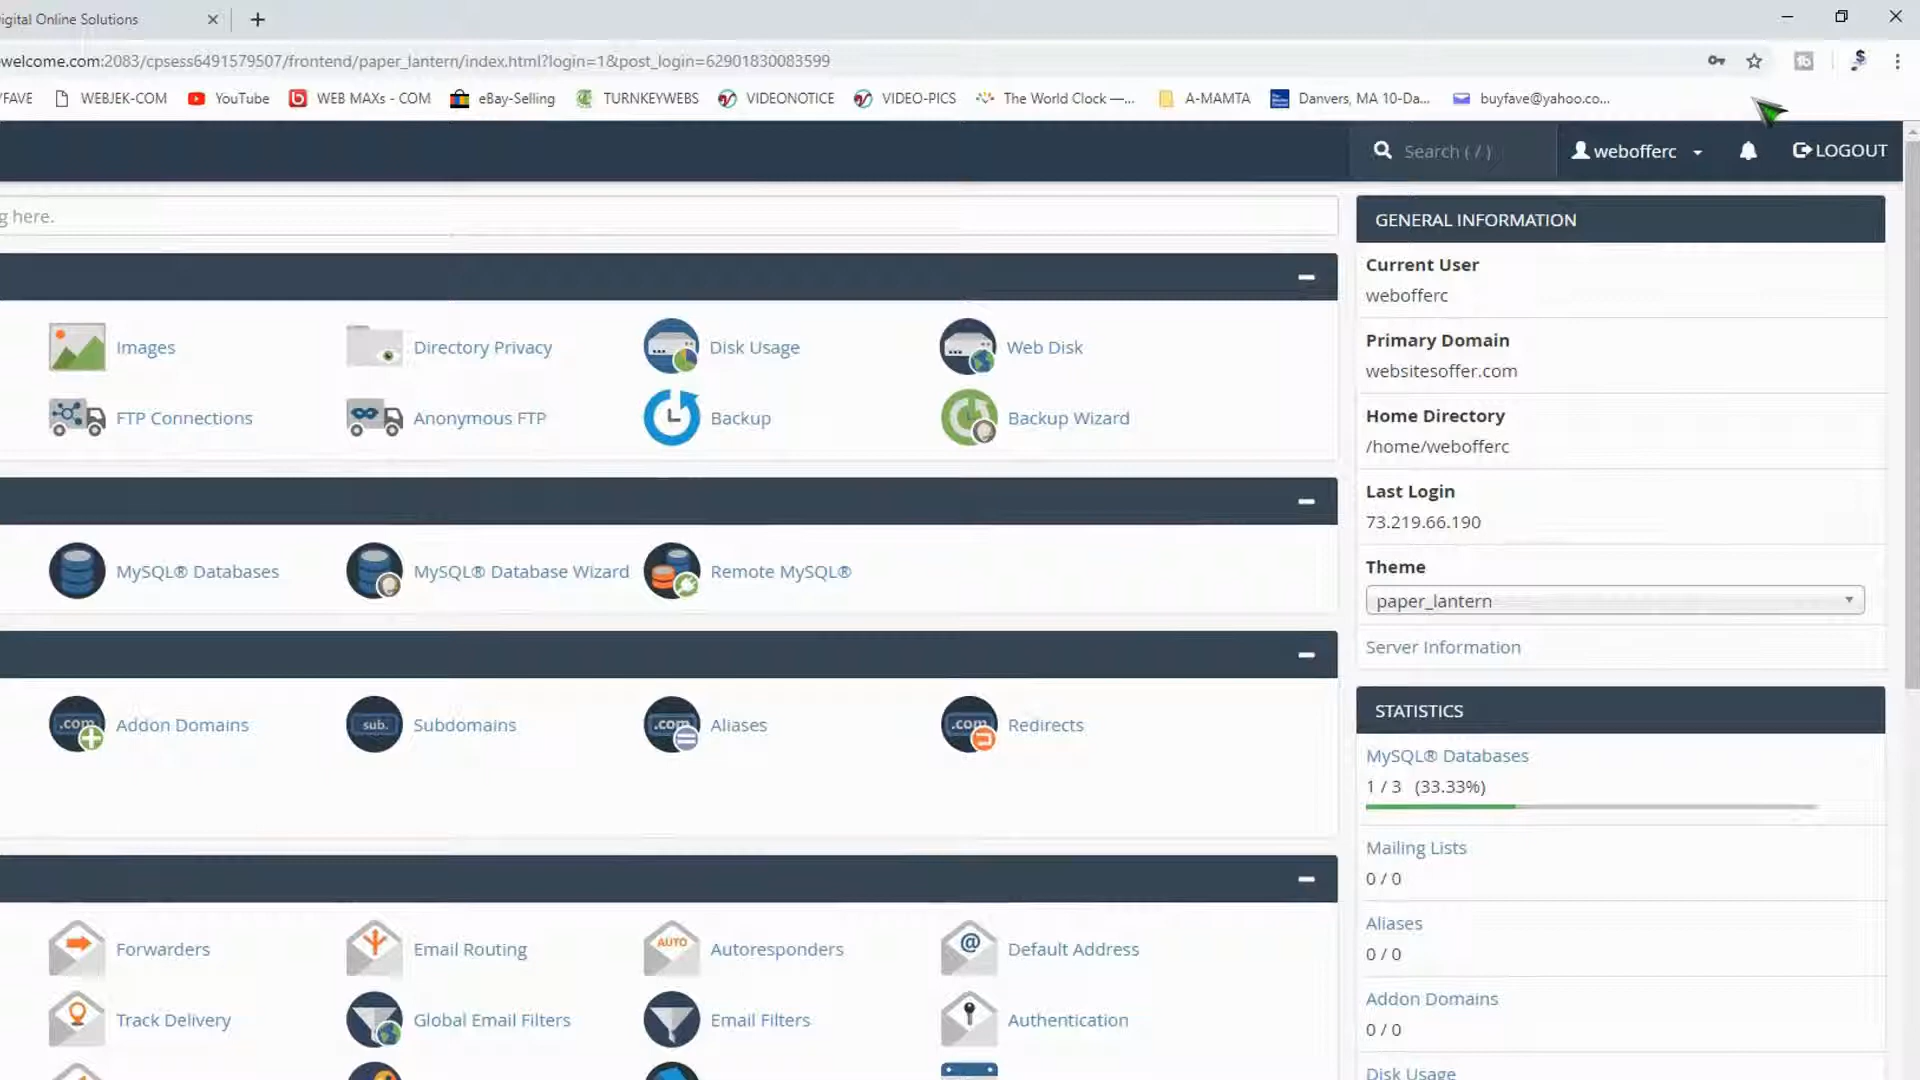 igital Online Solutions
welcome.com:2083/cpsess6491579507/frontend/paper_lantern/index.html?login=1&post_login=62901830083599
FAVE WEBJEK-COM YouTube WEB MAXs - COM eBay-Selling TURNKEYWEBS VIDEONOTICE VIDEO-PICS The World Clock —... A-MAMTA Danvers, MA 10-Da... buyfave@yahoo.co...
Search ( / ) webofferc LOGOUT
g here.
GENERAL INFORMATION
Current User
webofferc
Primary Domain
websitesoffer.com
Home Directory
/home/webofferc
Last Login
73.219.66.190
Theme
paper_lantern
Server Information
Images Directory Privacy Disk Usage Web Disk
FTP Connections Anonymous FTP Backup Backup Wizard
MySQL® Databases MySQL® Database Wizard Remote MySQL®
.com Addon Domains sub. Subdomains .com Aliases .com Redirects
Forwarders Email Routing AUTO Autoresponders @ Default Address
Track Delivery Global Email Filters Email Filters Authentication
STATISTICS
MySQL® Databases
1 / 3 (33.33%)
Mailing Lists
0 / 0
Aliases
0 / 0
Addon Domains
0 / 0
Disk Usage